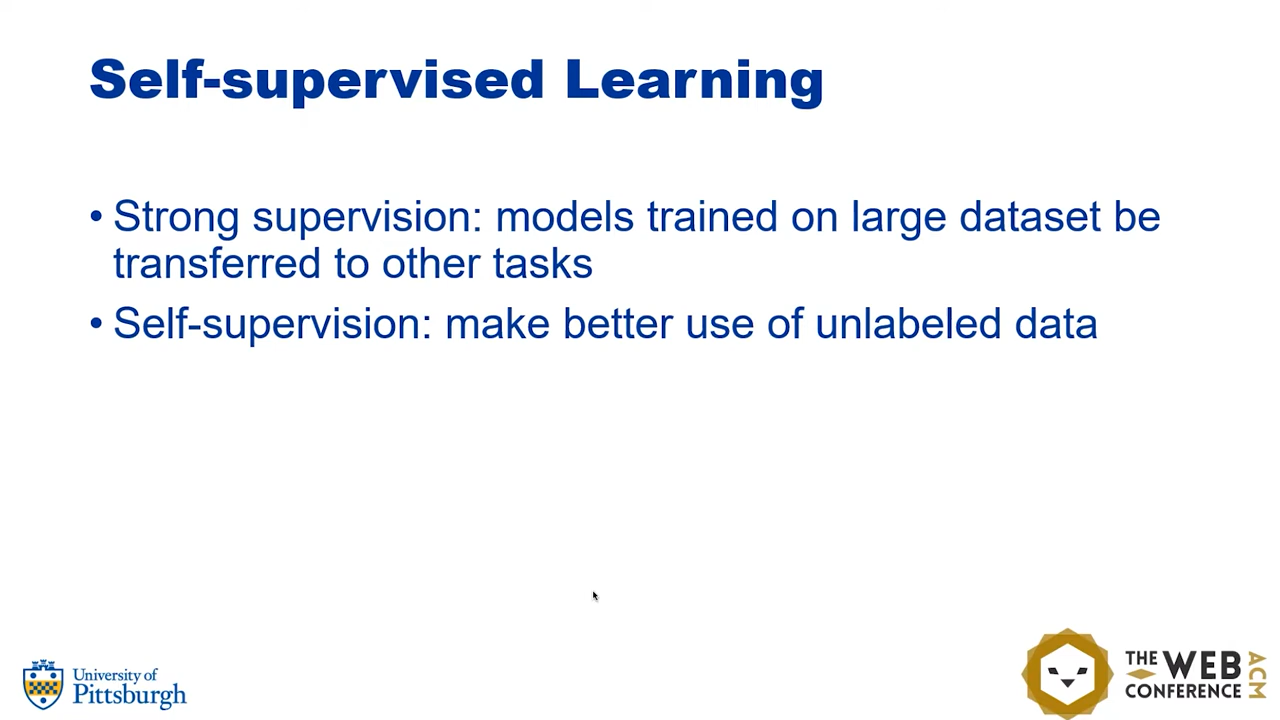 Self-supervised Learning
• Strong supervision: models trained on large dataset be
transferred to other tasks
• Self-supervision: make better use of unlabeled data
University of
Pittsburgh
THE WEB
CONFERENCE
ACM